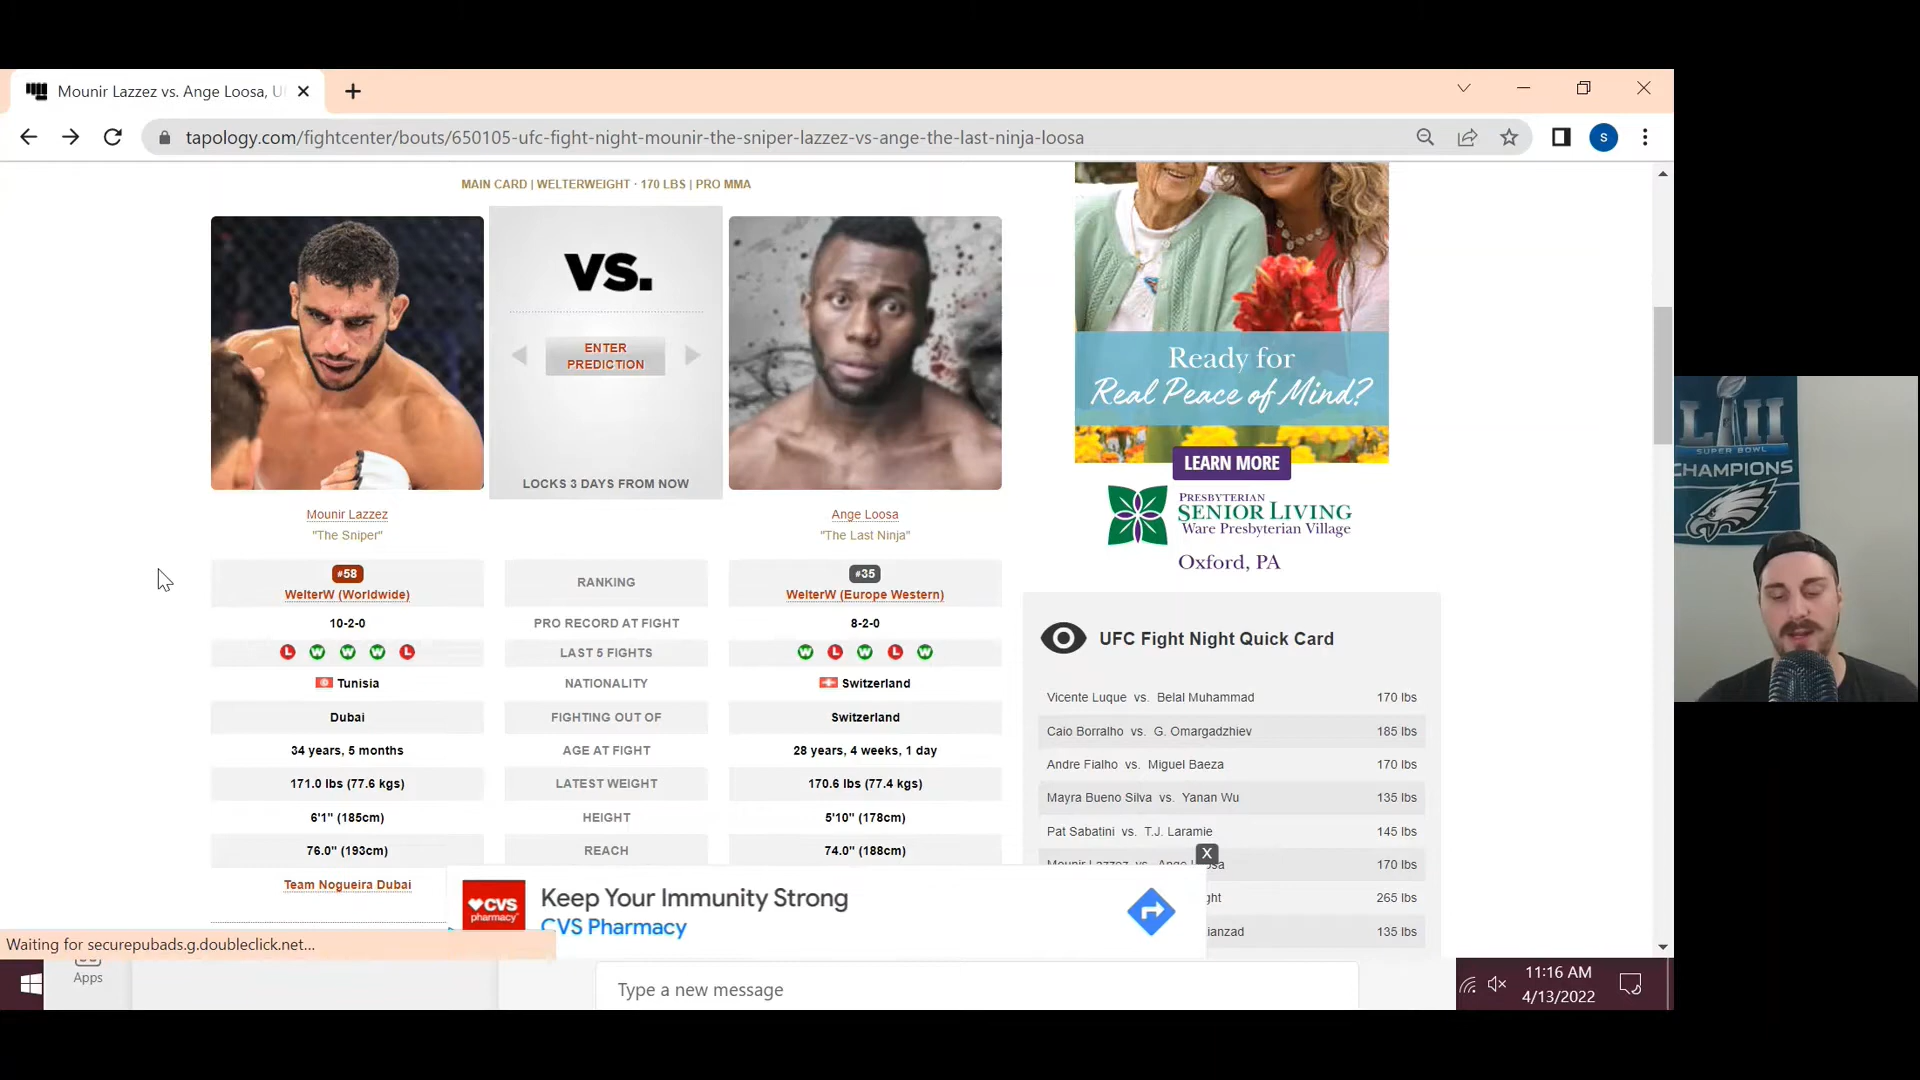 Mounir Lazzez vs. Ange Loosa, U
tapology.com/fightcenter/bouts/650105-ufc-fight-night-mounir-the-sniper-lazzez-vs-ange-the-last-ninja-loosa
S
MAIN CARD | WELTERWEIGHT · 170 LBS | PRO MMA
VS.
ENTER
PREDICTION
LOCKS 3 DAYS FROM NOW
Mounir Lazzez
"The Sniper"
Ange Loosa
"The Last Ninja"
#58
WelterW (Worldwide)
RANKING
#35
WelterW (Europe Western)
10-2-0
PRO RECORD AT FIGHT
8-2-0
L W W W L
LAST 5 FIGHTS
W L W L W
Tunisia
NATIONALITY
Switzerland
Dubai
FIGHTING OUT OF
Switzerland
34 years, 5 months
AGE AT FIGHT
28 years, 4 weeks, 1 day
171.0 lbs (77.6 kgs)
LATEST WEIGHT
170.6 lbs (77.4 kgs)
6'1" (185cm)
HEIGHT
5'10" (178cm)
76.0" (193cm)
REACH
74.0" (188cm)
Team Nogueira Dubai
Ready for
Real Peace of Mind?
LEARN MORE
PRESBYTERIAN
SENIOR LIVING
Ware Presbyterian Village
Oxford, PA
UFC Fight Night Quick Card
Vicente Luque vs. Belal Muhammad 170 lbs
Caio Borralho vs. G. Omargadzhiev 185 lbs
Andre Fialho vs. Miguel Baeza 170 lbs
Mayra Bueno Silva vs. Yanan Wu 135 lbs
Pat Sabatini vs. T.J. Laramie 145 lbs
X
170 lbs
ght 265 lbs
ianzad 135 lbs
CVS
pharmacy
Keep Your Immunity Strong
CVS Pharmacy
Waiting for securepubads.g.doubleclick.net...
Apps
Type a new message
11:16 AM
4/13/2022
LII
SUPER BOWL
CHAMPIONS